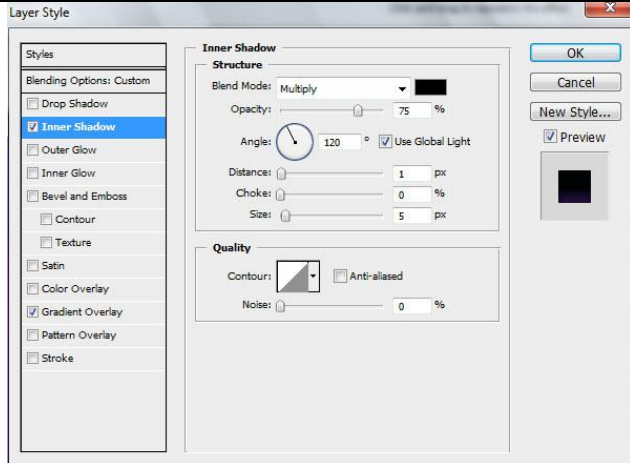 Layer Style
Styles
Blending Options: Custom
Drop Shadow
Inner Shadow
Outer Glow
Inner Glow
Bevel and Emboss
Contour
Texture
Satin
Color Overlay
Gradient Overlay
Pattern Overlay
Stroke
Inner Shadow
Structure
Blend Mode: Multiply
Opacity: 75 %
Angle: 120 ° Use Global Light
Distance: 1 px
Choke: 0 %
Size: 5 px
Quality
Contour: Anti-aliased
Noise: 0 %
OK
Cancel
New Style...
Preview